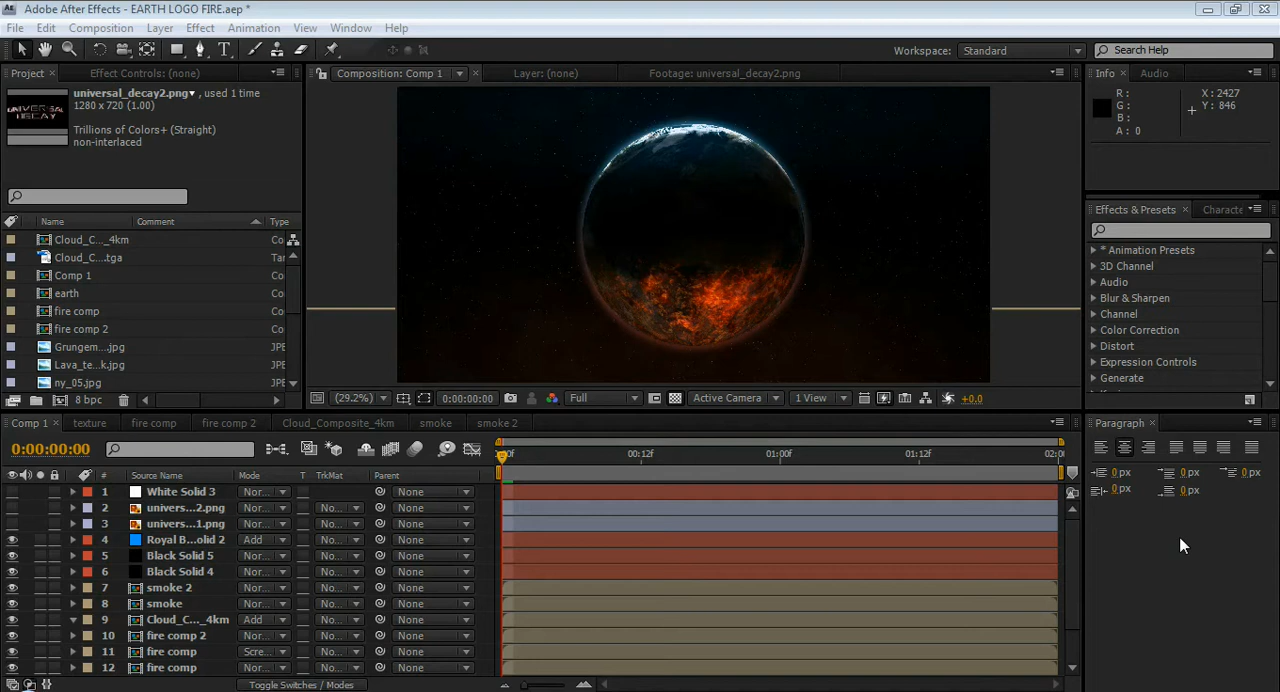 Adobe After Effects - EARTH LOGO FIRE.aep *
File Edit Composition Layer Effect Animation View Window Help
Workspace: Standard Search Help
Project Effect Controls: (none)
universal_decay2.png▾ , used 1 time
1280 x 720 (1.00)
Trillions of Colors+ (Straight)
non-interlaced
UNIVERSAL
DECAY
Name Comment Type
Cloud_C..._4km Co
Cloud_C....tga Tar
Comp 1 Co
earth Co
fire comp Co
fire comp 2 Co
Grungem....jpg JPE
Lava_te...k.jpg JPE
ny_05.jpg JPE
8 bpc
Composition: Comp 1 Layer: (none) Footage: universal_decay2.png
(29.2%) 0:00:00:00 Full Active Camera 1 View +0.0
Info Audio
R: X: 2427
G: Y: 846
B:
A: 0
Effects & Presets Characte
* Animation Presets
3D Channel
Audio
Blur & Sharpen
Channel
Color Correction
Distort
Expression Controls
Generate
Comp 1 texture fire comp fire comp 2 Cloud_Composite_4km smoke smoke 2
0:00:00:00
00:12f 01:00f 01:12f 02:0
# Source Name Mode T TrkMat Parent
1 White Solid 3 Nor... None
2 univers...2.png Nor... No... None
3 univers...1.png Nor... No... None
4 Royal B...olid 2 Add No... None
5 Black Solid 5 Nor... No... None
6 Black Solid 4 Nor... No... None
7 smoke 2 Nor... No... None
8 smoke Nor... No... None
9 Cloud_C..._4km Add No... None
10 fire comp 2 Nor... No... None
11 fire comp Scre... No... None
12 fire comp Nor... No... None
Toggle Switches / Modes
Paragraph
0 px 0 px 0 px
0 px 0 px